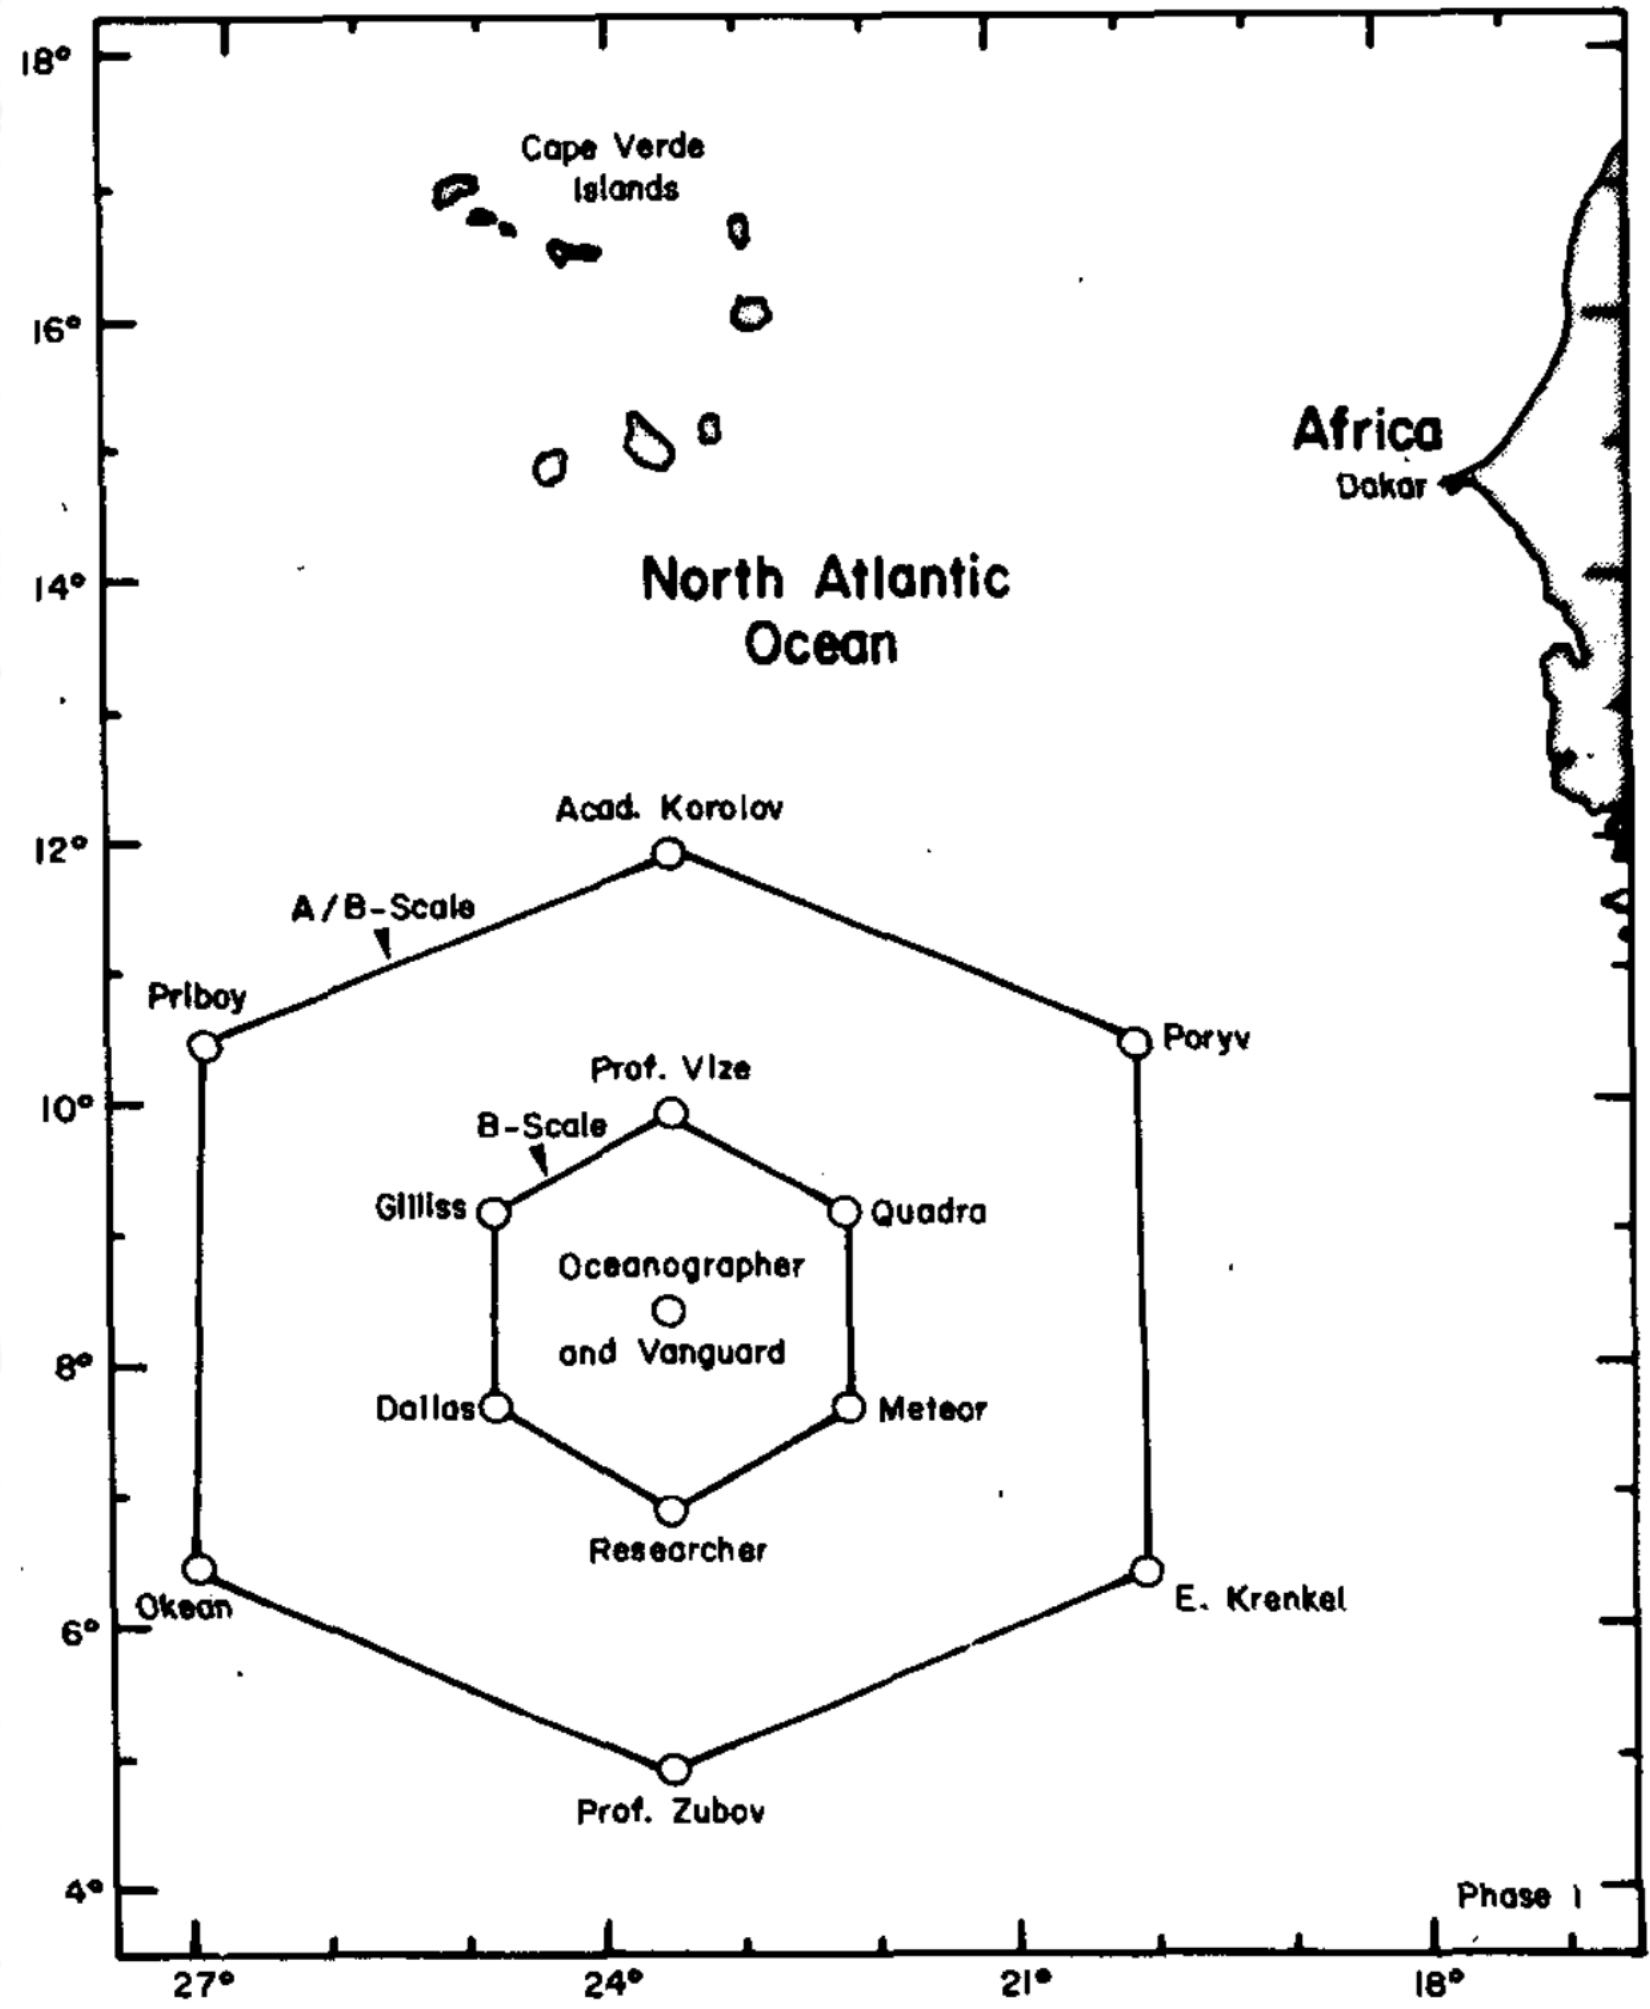 18°
Cape Verde
Islands
16°
Africa
Dakar
14°
North Atlantic
Ocean
12°
Acad. Korolov
A/B-Scale
Priboy
Poryv
10°
Prof. Vize
B-Scale
Gilliss
Quadra
Oceanographer
and Vanguard
8°
Dallas
Meteor
Researcher
Okean
E. Krenkel
6°
Prof. Zubov
4°
Phase 1
27°
24°
21°
18°